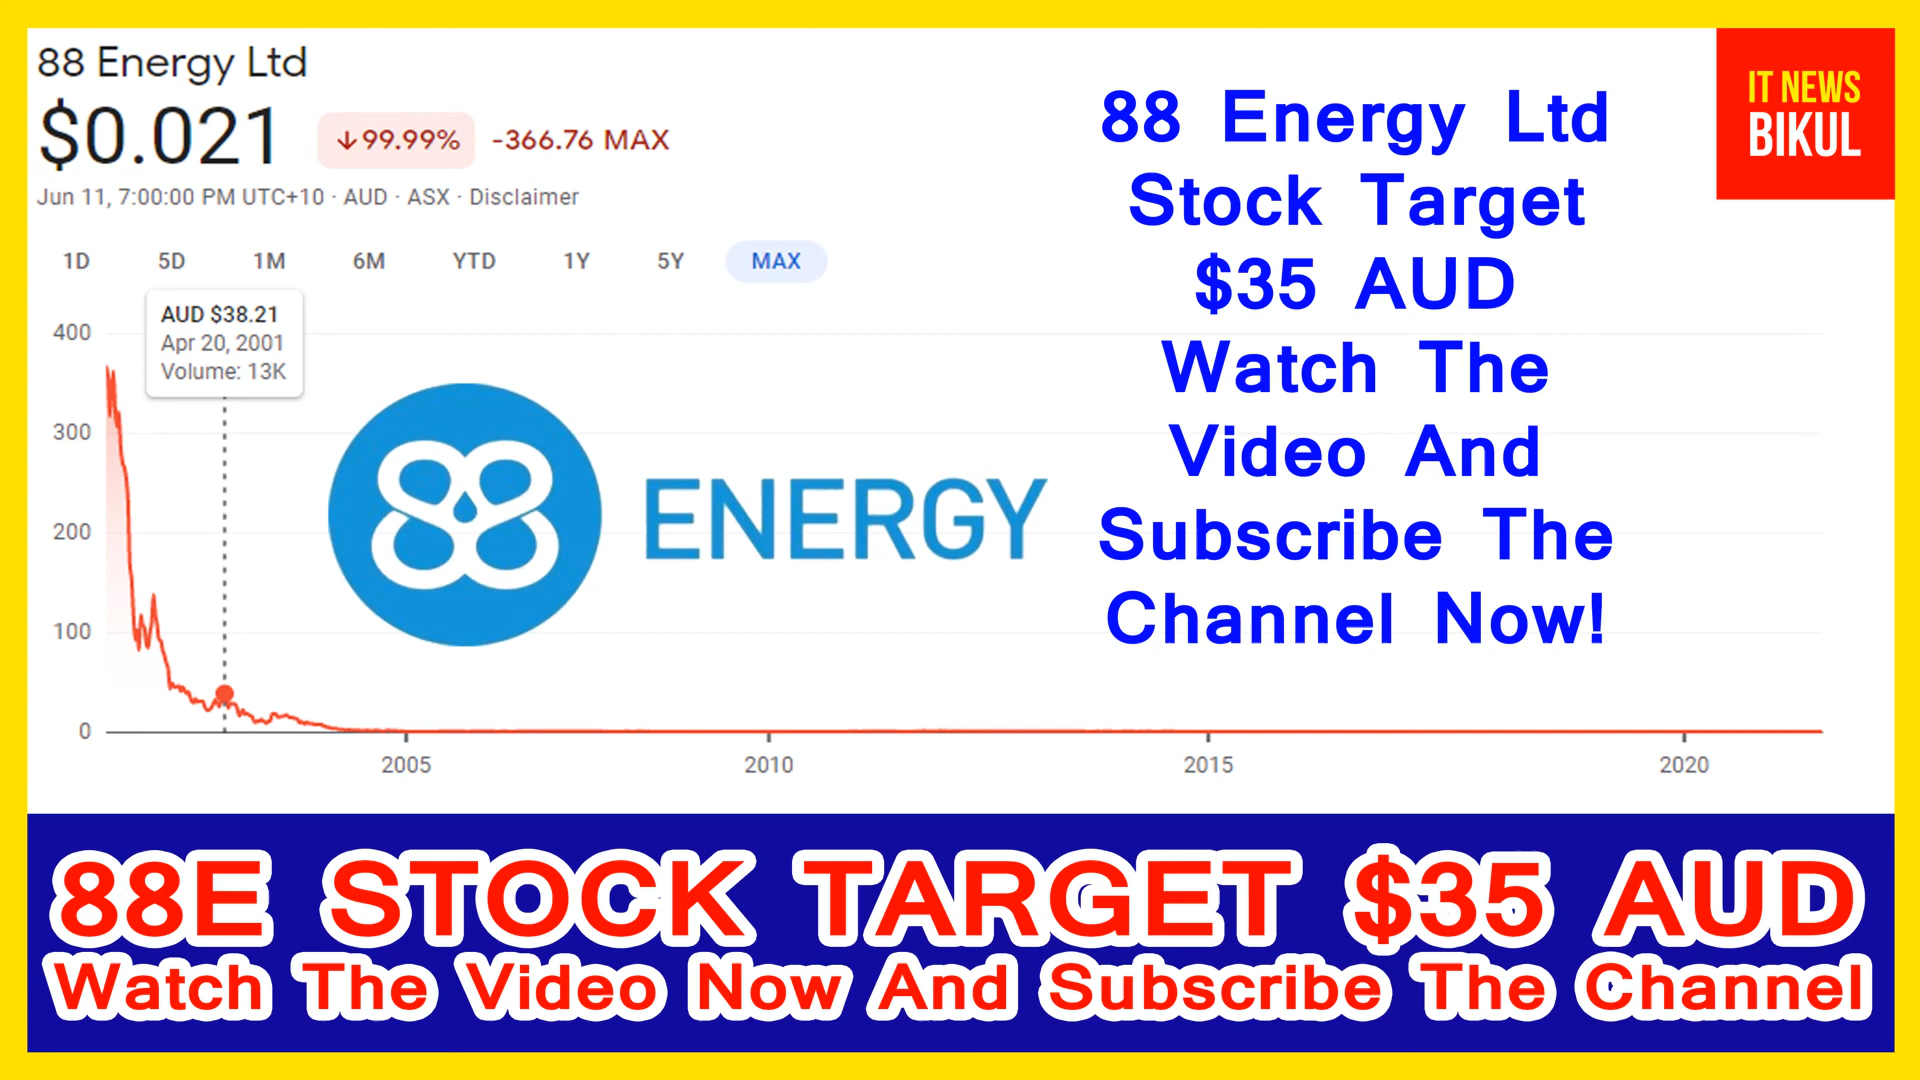 88 Energy Ltd
$0.021 ↓99.99% -366.76 MAX
Jun 11, 7:00:00 PM UTC+10 · AUD · ASX · Disclaimer
1D 5D 1M 6M YTD 1Y 5Y MAX
AUD $38.21
Apr 20, 2001
Volume: 13K
400
300
200
100
0
2005 2010 2015 2020
88 ENERGY
88 Energy Ltd
Stock Target
$35 AUD
Watch The
Video And
Subscribe The
Channel Now!
IT NEWS
BIKUL
88E STOCK TARGET $35 AUD
Watch The Video Now And Subscribe The Channel